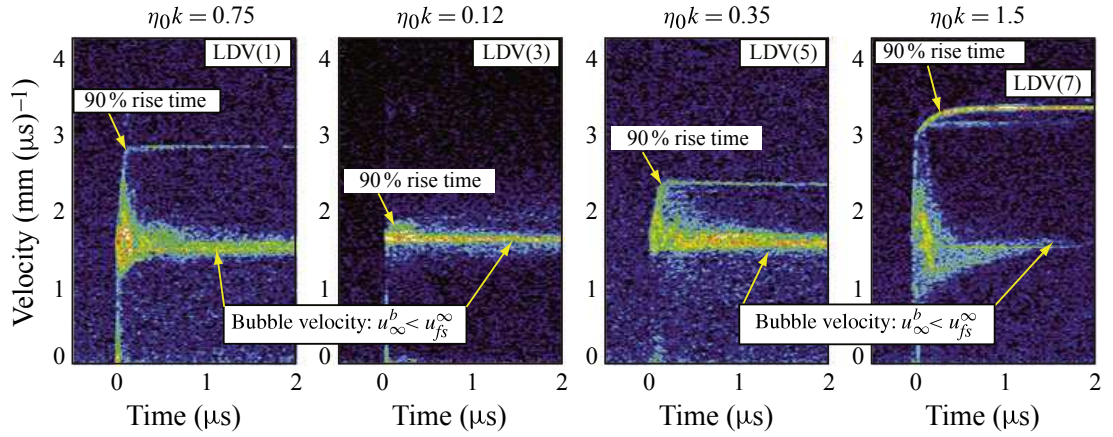 η₀k = 0.75 η₀k = 0.12 η₀k = 0.35 η₀k = 1.5
LDV(1) LDV(3) LDV(5) LDV(7)
90 % rise time
90 % rise time
90 % rise time
90 % rise time
Bubble velocity: u_∞^b < u_fs^∞
Bubble velocity: u_∞^b < u_fs^∞
Velocity (mm (μs)⁻¹)
4 4 4 4
3 3 3 3
2 2 2 2
1 1 1 1
0 0 0 0
0 1 2 0 1 2 0 1 2 0 1 2
Time (μs) Time (μs) Time (μs) Time (μs)